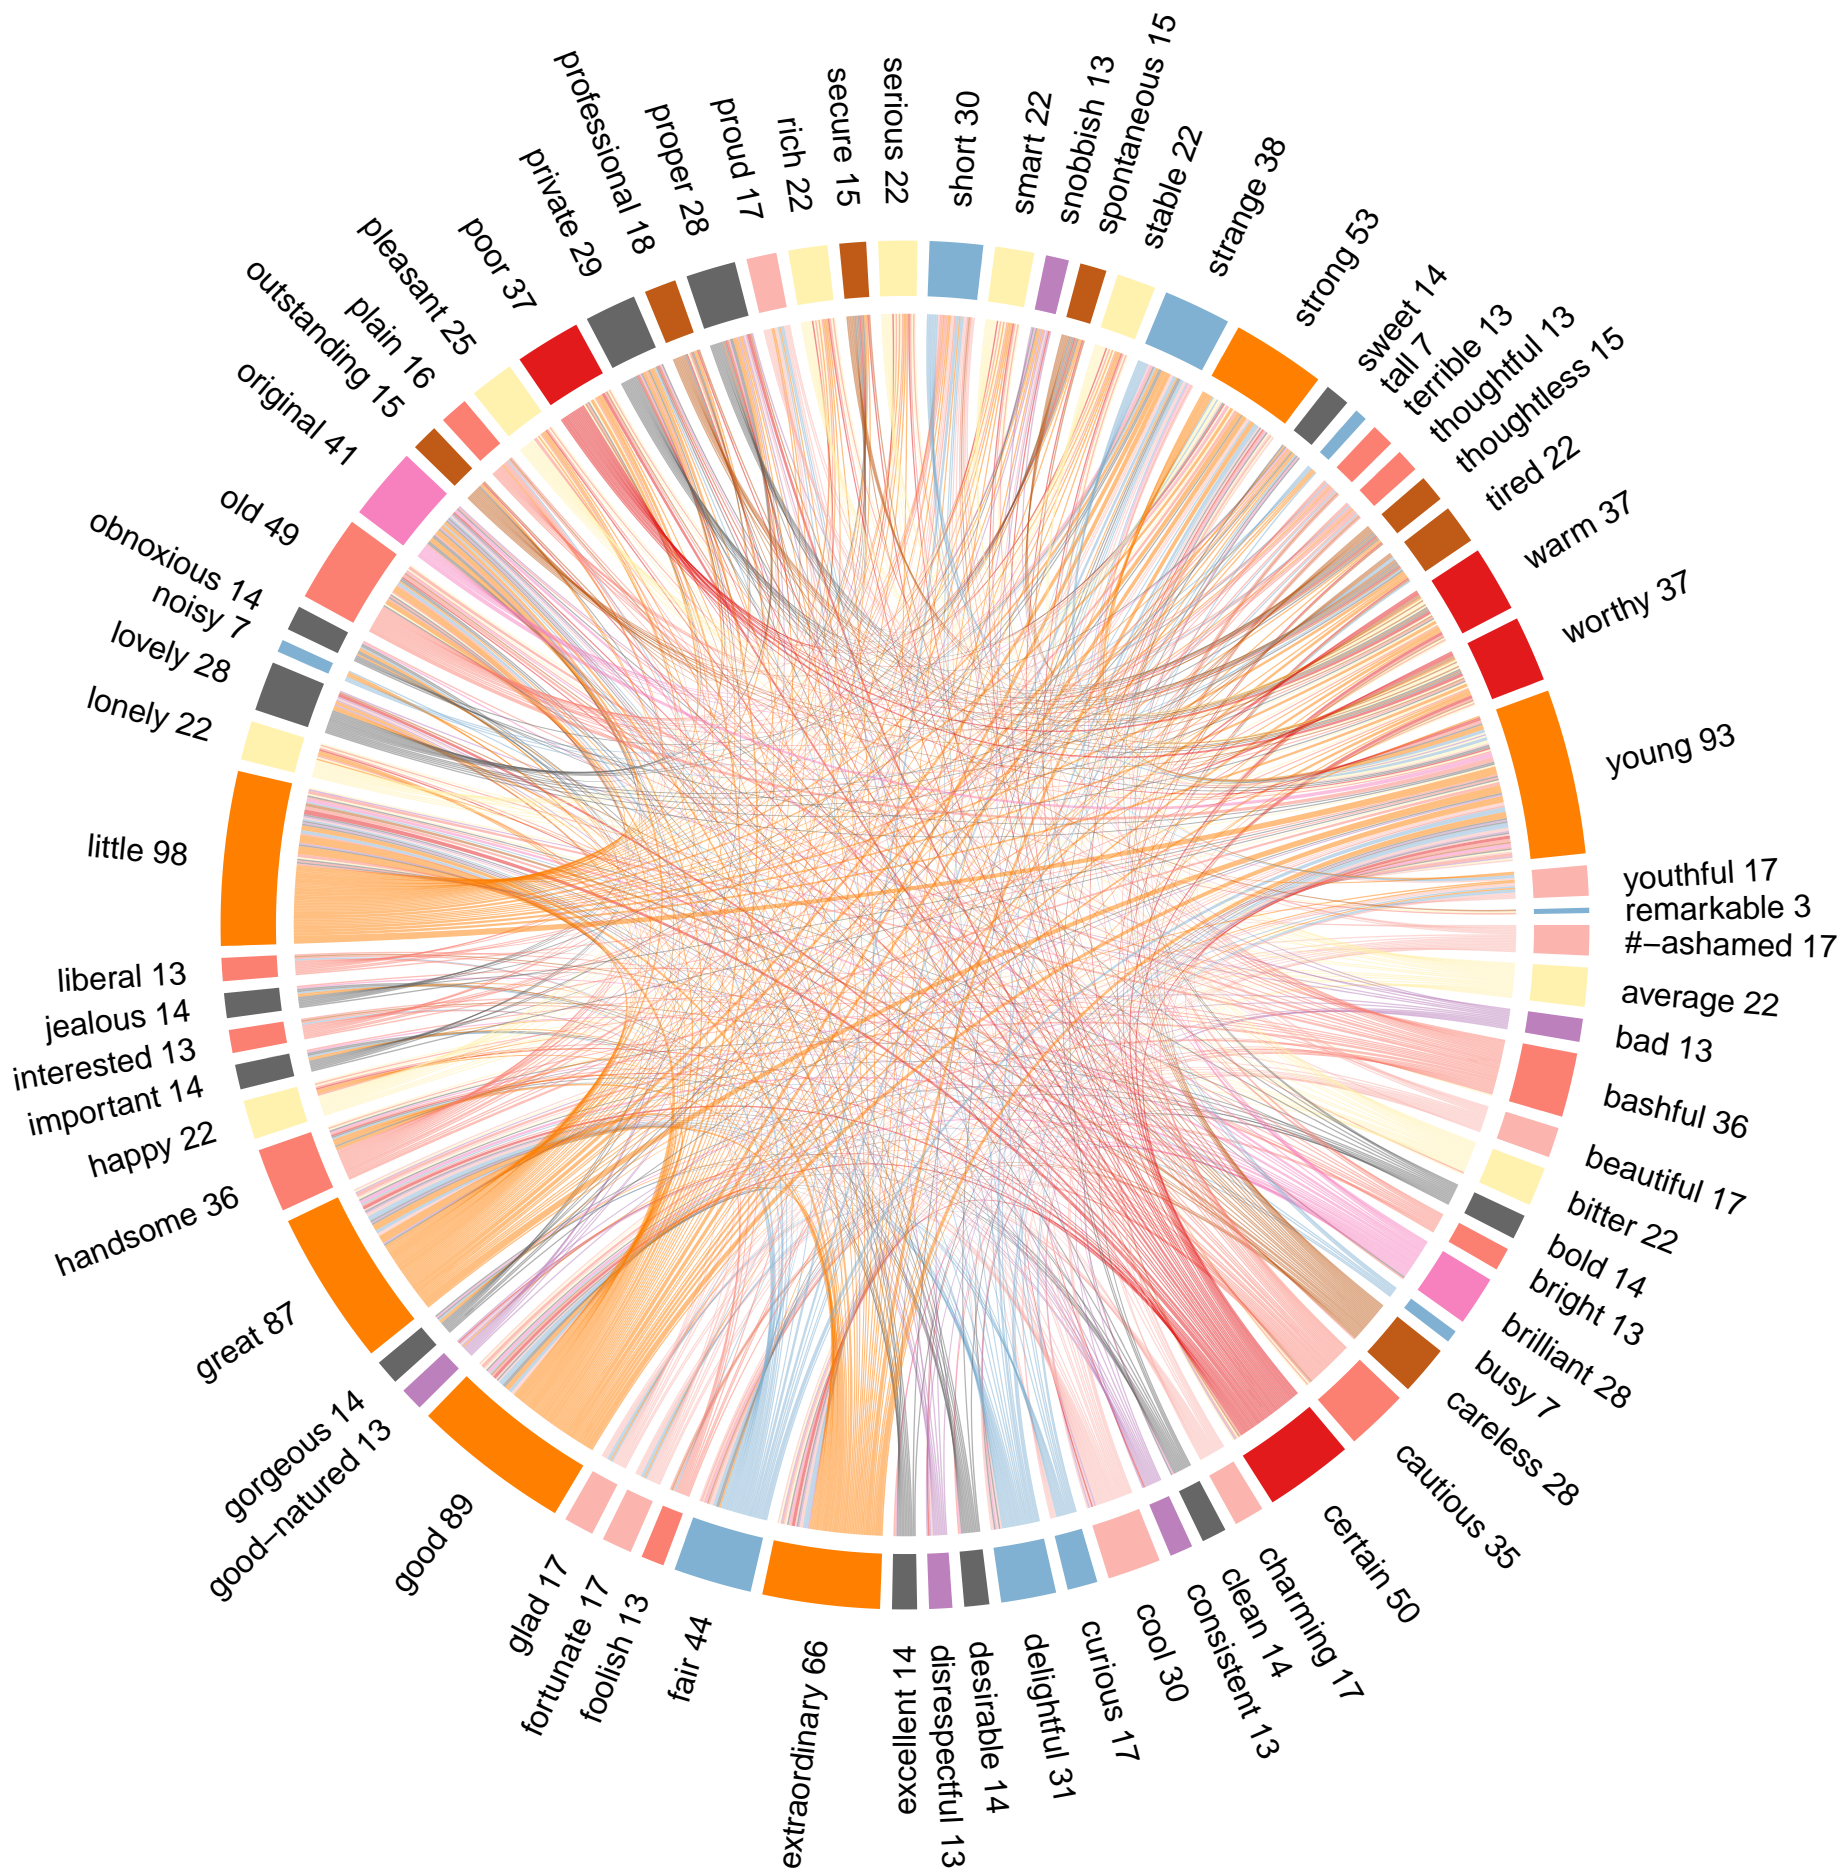 #−ashamed 17
average 22
bad 13
bashful 36
beautiful 17
bitter 22
bold 14
bright 13
brilliant 28
busy 7
careless 28
cautious 35
certain 50
charming 17
clean 14
consistent 13
cool 30
curious 17
delightful 31
desirable 14
disrespectful 13
excellent 14
extraordinary 66
fair 44
foolish 13
fortunate 17
glad 17
good 89
good−natured 13
gorgeous 14
great 87
handsome 36
happy 22
important 14
interested 13
jealous 14
liberal 13
little 98
lonely 22
lovely 28
noisy 7
obnoxious 14
old 49
original 41
outstanding 15
plain 16
pleasant 25
poor 37
private 29
professional 18
proper 28
proud 17
rich 22
secure 15
serious 22
short 30
smart 22
snobbish 13
spontaneous 15
stable 22
strange 38
strong 53
sweet 14
tall 7
terrible 13
thoughtful 13
thoughtless 15
tired 22
warm 37
worthy 37
young 93
youthful 17
remarkable 3